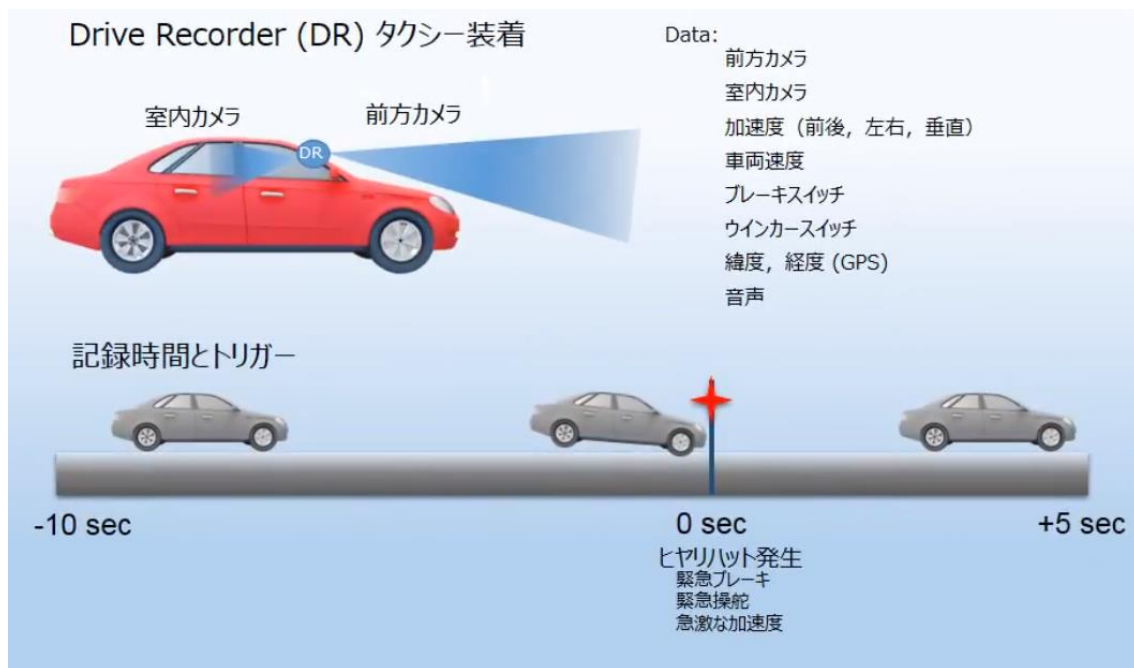 Drive Recorder (DR) タクシー装着
室内カメラ
前方カメラ
DR
Data:
前方カメラ
室内カメラ
加速度（前後，左右，垂直）
車両速度
ブレーキスイッチ
ウインカースイッチ
緯度，経度 (GPS)
音声
記録時間とトリガー
-10 sec
0 sec
+5 sec
ヒヤリハット発生
緊急ブレーキ
緊急操舵
急激な加速度